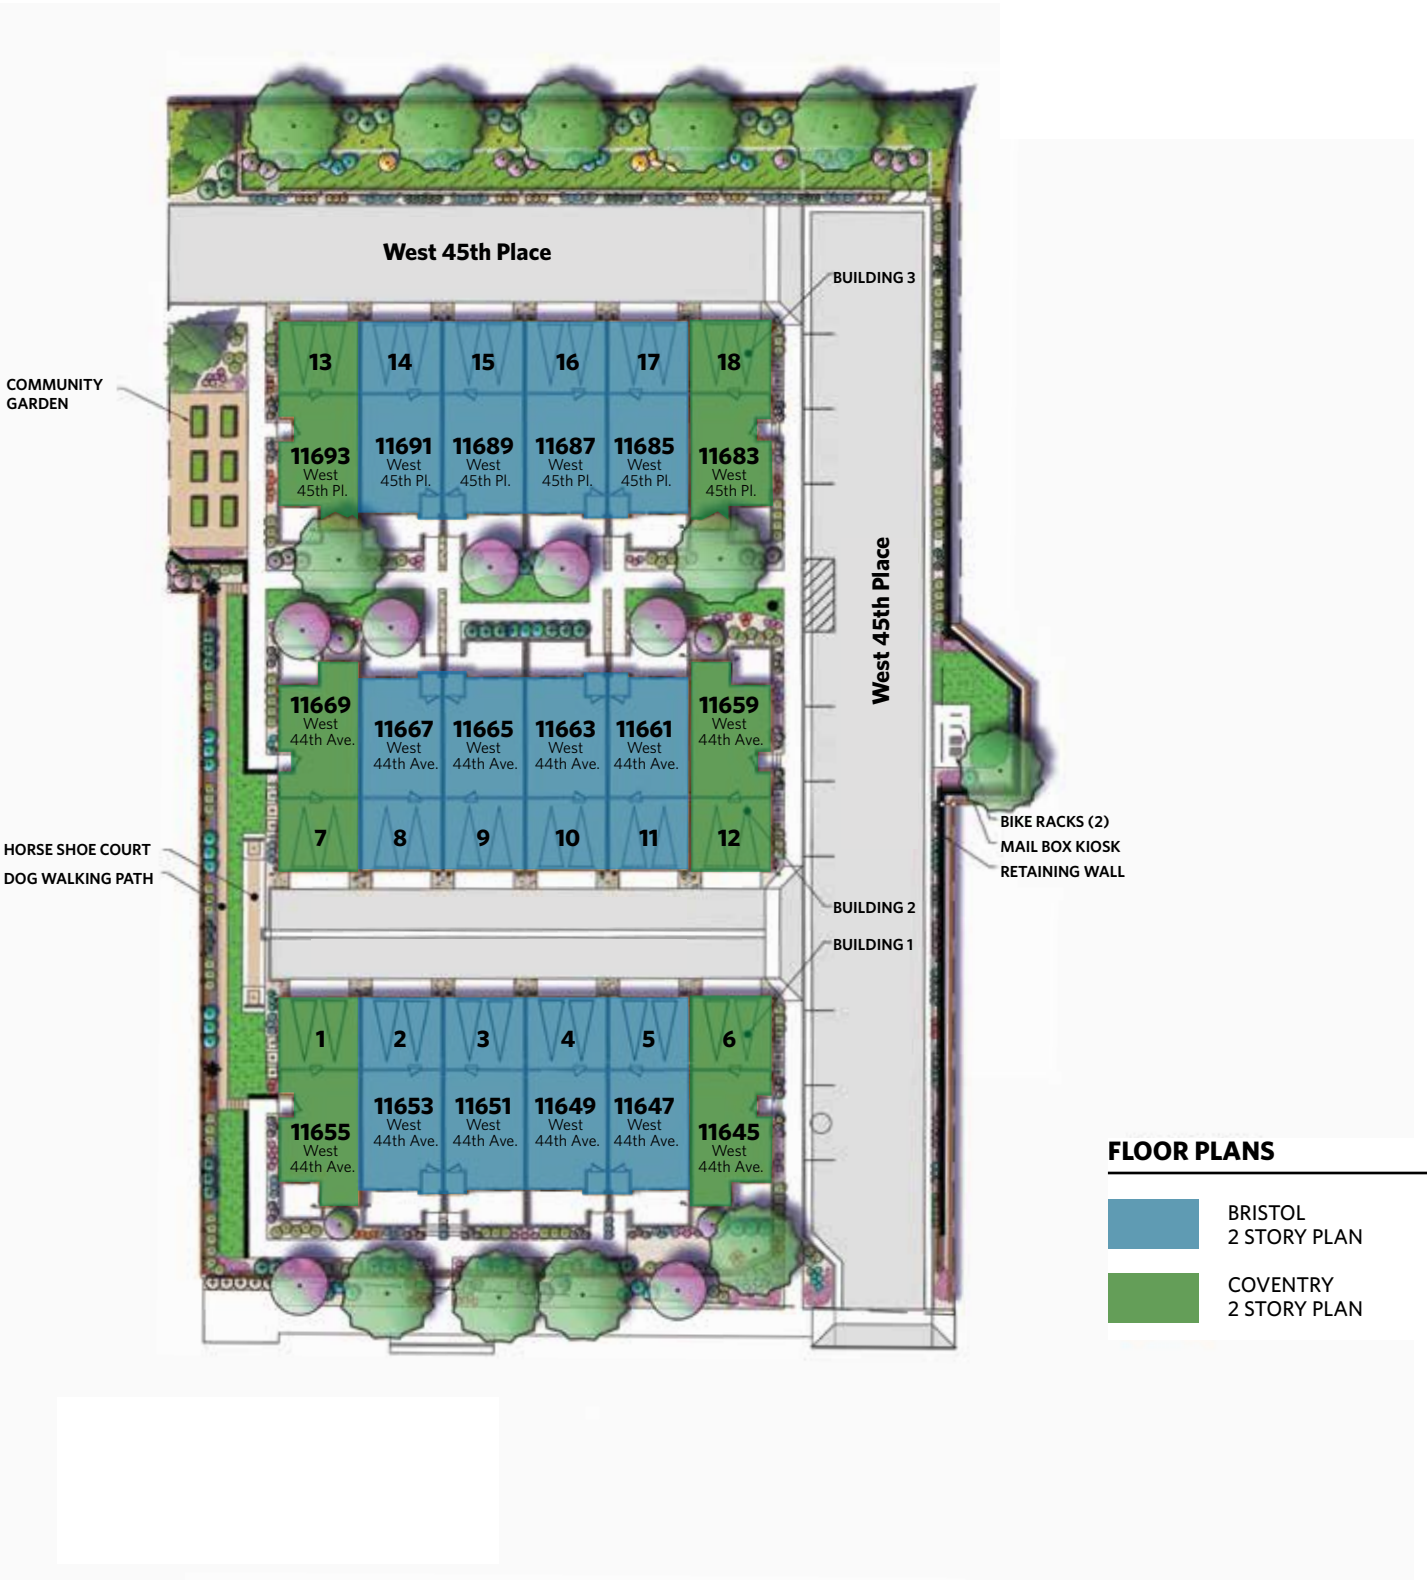 West 45th Place
BUILDING 3
13
14
15
16
17
18
COMMUNITY
GARDEN
11693
West
45th Pl.
11691
West
45th Pl.
11689
West
45th Pl.
11687
West
45th Pl.
11685
West
45th Pl.
11683
West
45th Pl.
West 45th Place
11669
West
44th Ave.
11667
West
44th Ave.
11665
West
44th Ave.
11663
West
44th Ave.
11661
West
44th Ave.
11659
West
44th Ave.
7
8
9
10
11
12
BIKE RACKS (2)
MAIL BOX KIOSK
RETAINING WALL
HORSE SHOE COURT
DOG WALKING PATH
BUILDING 2
BUILDING 1
1
2
3
4
5
6
11655
West
44th Ave.
11653
West
44th Ave.
11651
West
44th Ave.
11649
West
44th Ave.
11647
West
44th Ave.
11645
West
44th Ave.
FLOOR PLANS
BRISTOL
2 STORY PLAN
COVENTRY
2 STORY PLAN